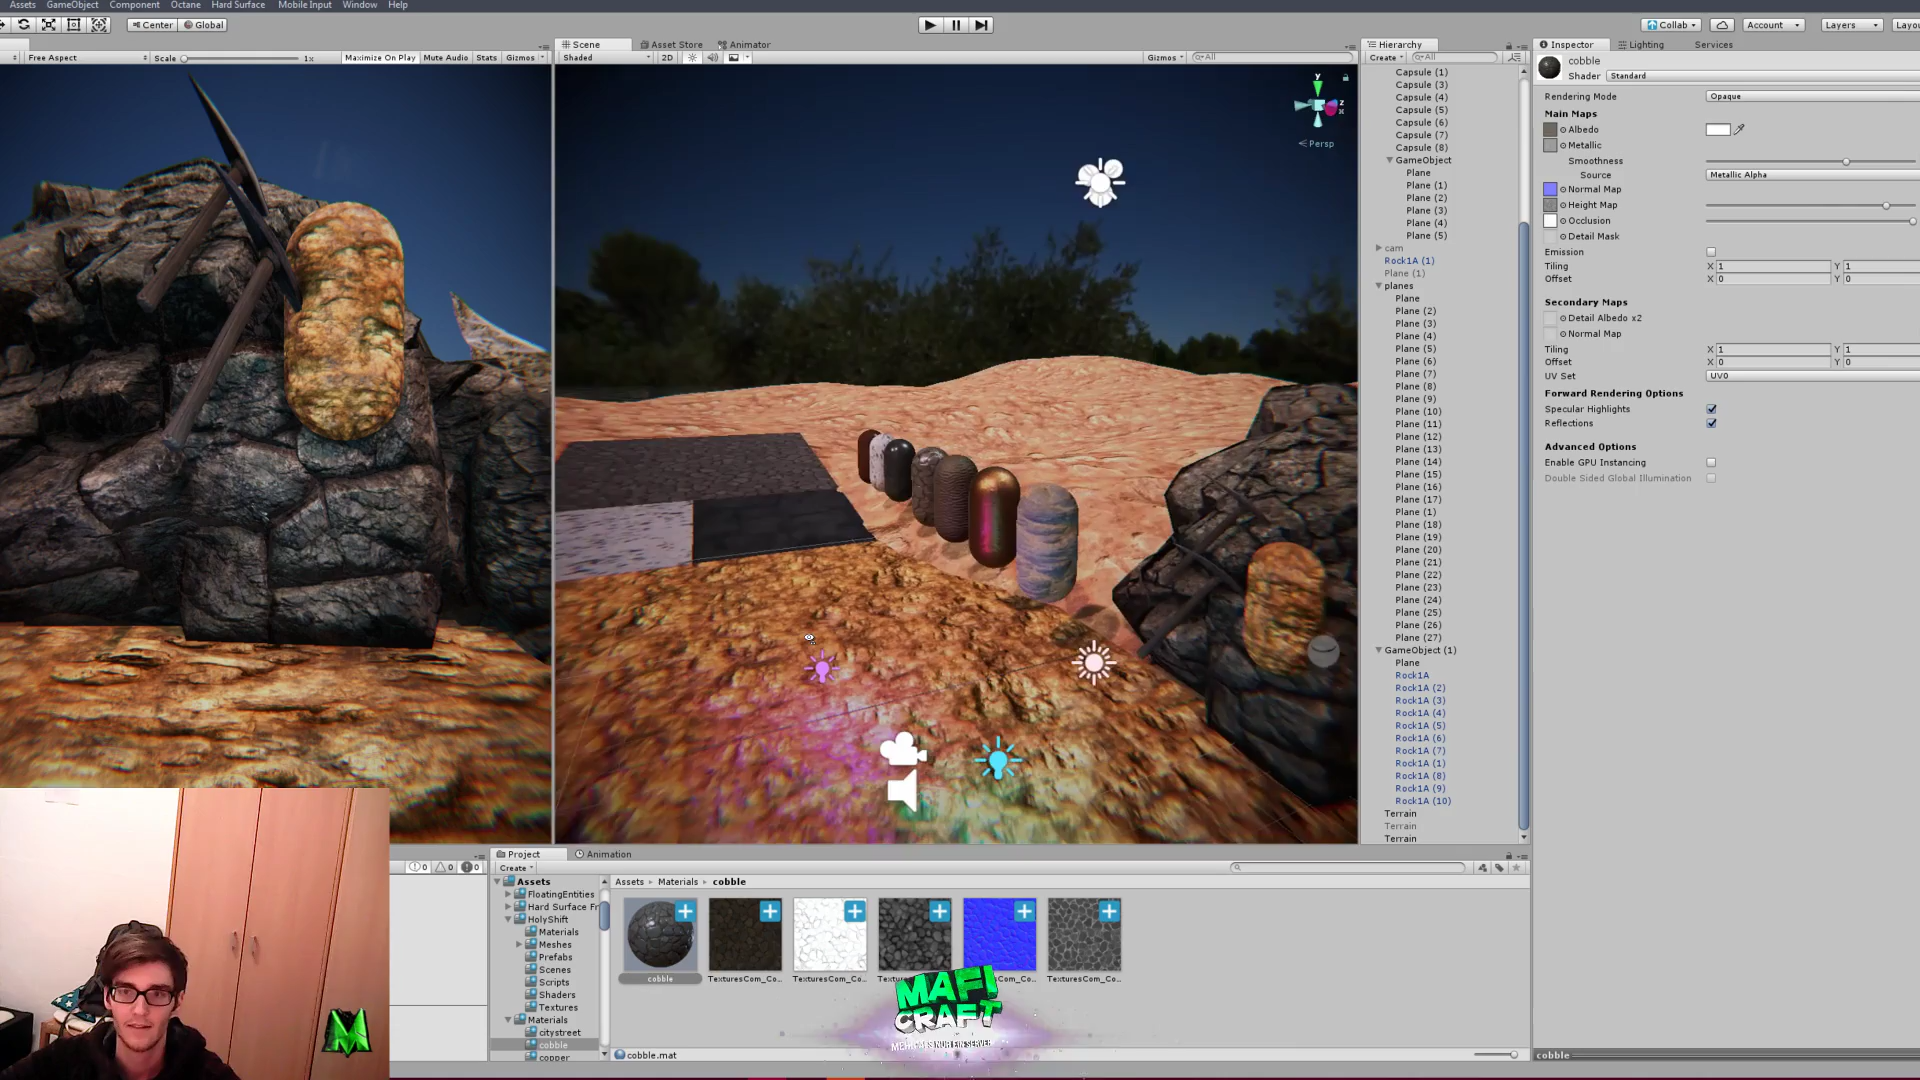 Assets GameObject Component Octane Hard Surface Mobile Input Window Help
Center Global
Collab Account Layers
Free Aspect Scale 1x Maximize On Play Mute Audio Stats Gizmos
Scene Asset Store Animator
Shaded 2D Gizmos All
y
z
x
Persp
Hierarchy
Create All
Capsule (1)
Capsule (3)
Capsule (4)
Capsule (5)
Capsule (6)
Capsule (7)
Capsule (8)
GameObject
Plane
Plane (1)
Plane (2)
Plane (3)
Plane (4)
Plane (5)
cam
Rock1A (1)
Plane (1)
planes
Plane
Plane (2)
Plane (3)
Plane (4)
Plane (5)
Plane (6)
Plane (7)
Plane (8)
Plane (9)
Plane (10)
Plane (11)
Plane (12)
Plane (13)
Plane (14)
Plane (15)
Plane (16)
Plane (17)
Plane (1)
Plane (18)
Plane (19)
Plane (20)
Plane (21)
Plane (22)
Plane (23)
Plane (24)
Plane (25)
Plane (26)
Plane (27)
GameObject (1)
Plane
Rock1A
Rock1A (2)
Rock1A (3)
Rock1A (4)
Rock1A (5)
Rock1A (6)
Rock1A (7)
Rock1A (1)
Rock1A (8)
Rock1A (9)
Rock1A (10)
Terrain
Terrain
Terrain
Inspector Lighting Services
cobble
Shader Standard
Rendering Mode Opaque
Main Maps
Albedo
Metallic
Smoothness
Source Metallic Alpha
Normal Map
Height Map
Occlusion
Detail Mask
Emission
Tiling X 1 Y 1
Offset X 0 Y 0
Secondary Maps
Detail Albedo x2
Normal Map
Tiling X 1 Y 1
Offset X 0 Y 0
UV Set UV0
Forward Rendering Options
Specular Highlights
Reflections
Advanced Options
Enable GPU Instancing
Double Sided Global Illumination
cobble
0 0 0
Project Animation
Create
Assets
FloatingEntities
Hard Surface Fr
HolyShift
Materials
Meshes
Prefabs
Scenes
Scripts
Shaders
Textures
Materials
citystreet
cobble
copper
Assets Materials cobble
cobble TexturesCom_Co... TexturesCom_Co... TexturesCom_Co...
cobble.mat
MAFI
CRAFT
M